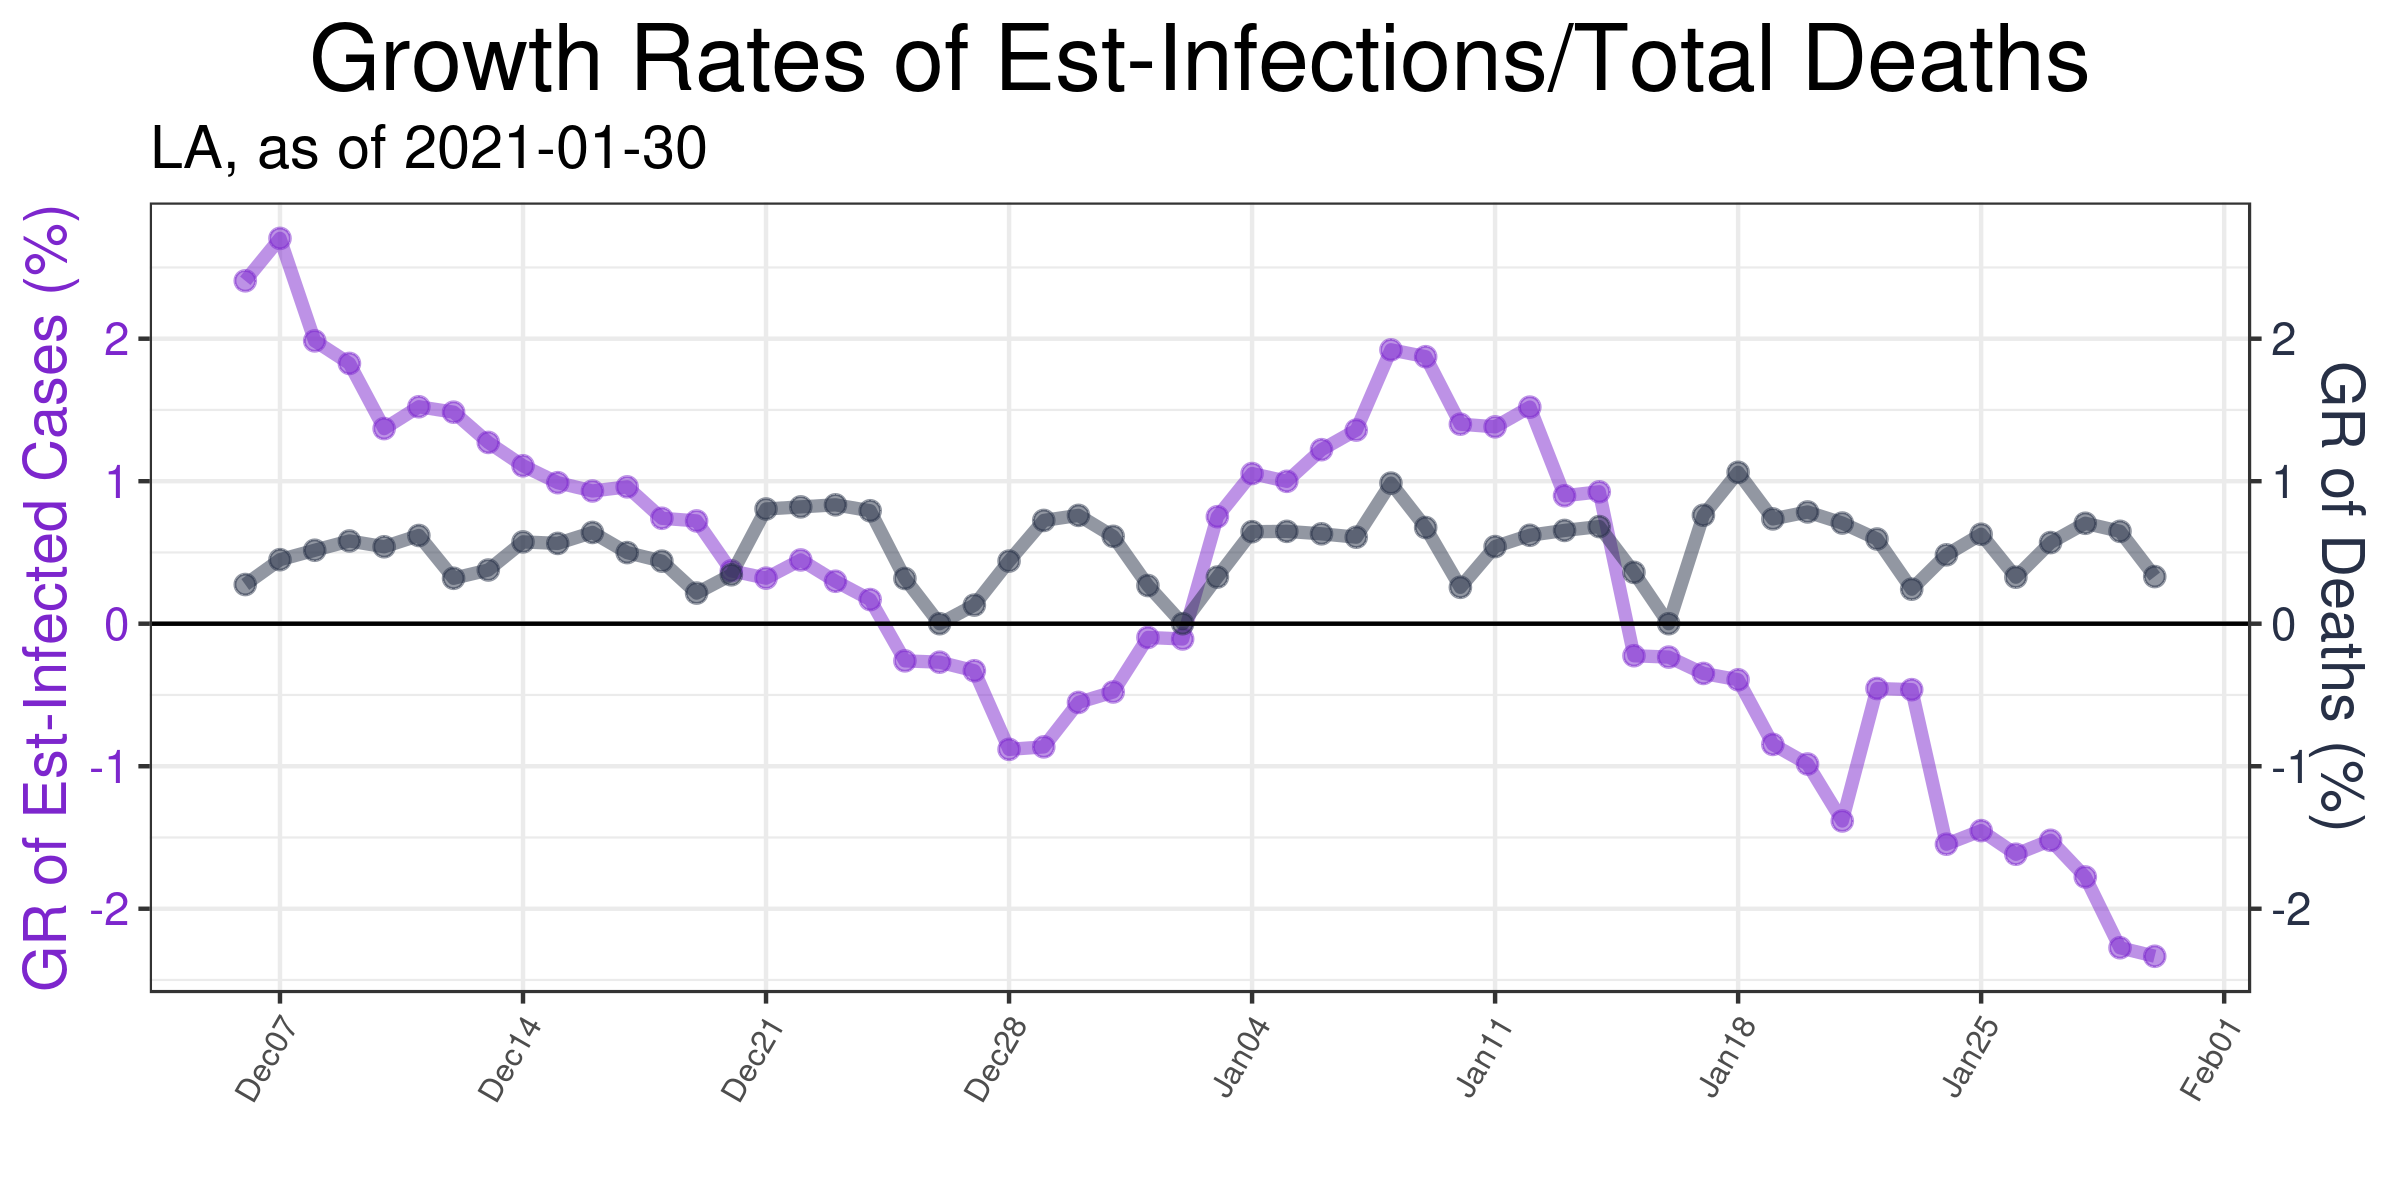 Growth Rates of Est-Infections/Total Deaths
LA, as of 2021-01-30
GR of Est-Infected Cases (%)
2
1
0
-1
-2
2
1
0
-1
-2
GR of Deaths (%)
Dec07
Dec14
Dec21
Dec28
Jan04
Jan11
Jan18
Jan25
Feb01